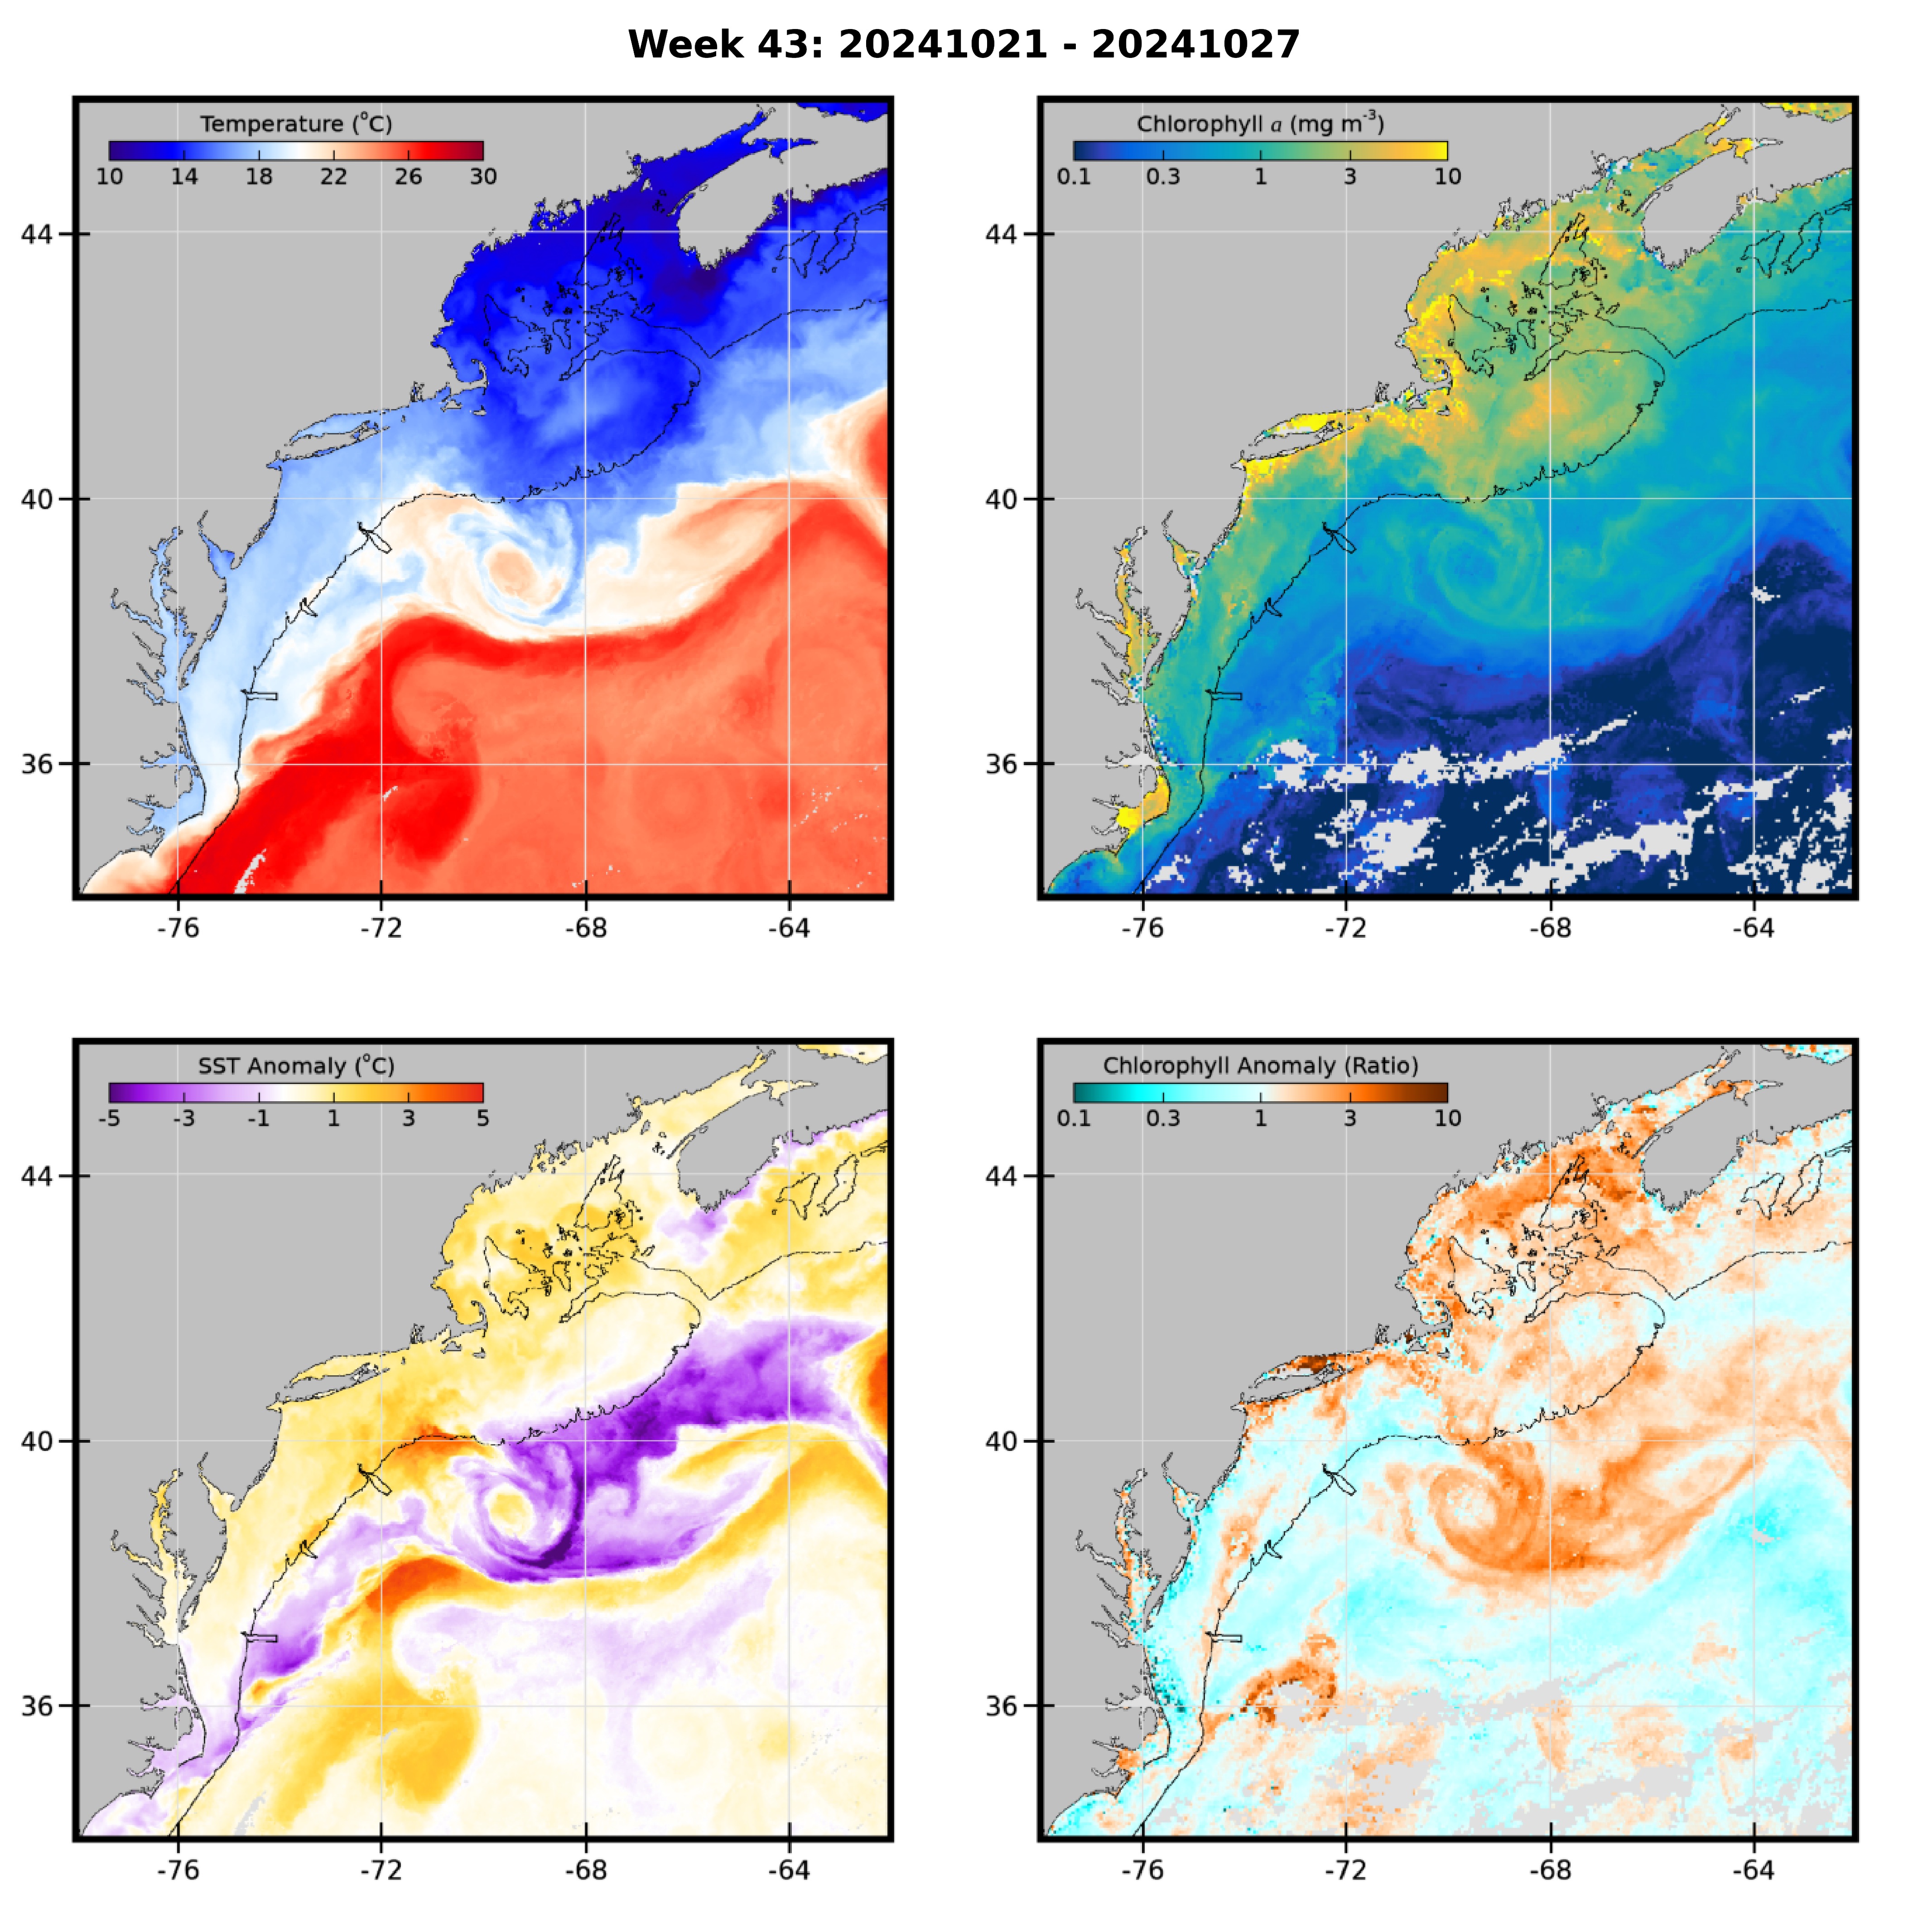 Week 43: 20241021 - 20241027
Temperature (°C)
10 14 18 22 26 30
44
40
36
-76 -72 -68 -64
Chlorophyll a (mg m-3)
0.1 0.3 1 3 10
44
40
36
-76 -72 -68 -64
SST Anomaly (°C)
-5 -3 -1 1 3 5
44
40
36
-76 -72 -68 -64
Chlorophyll Anomaly (Ratio)
0.1 0.3 1 3 10
44
40
36
-76 -72 -68 -64